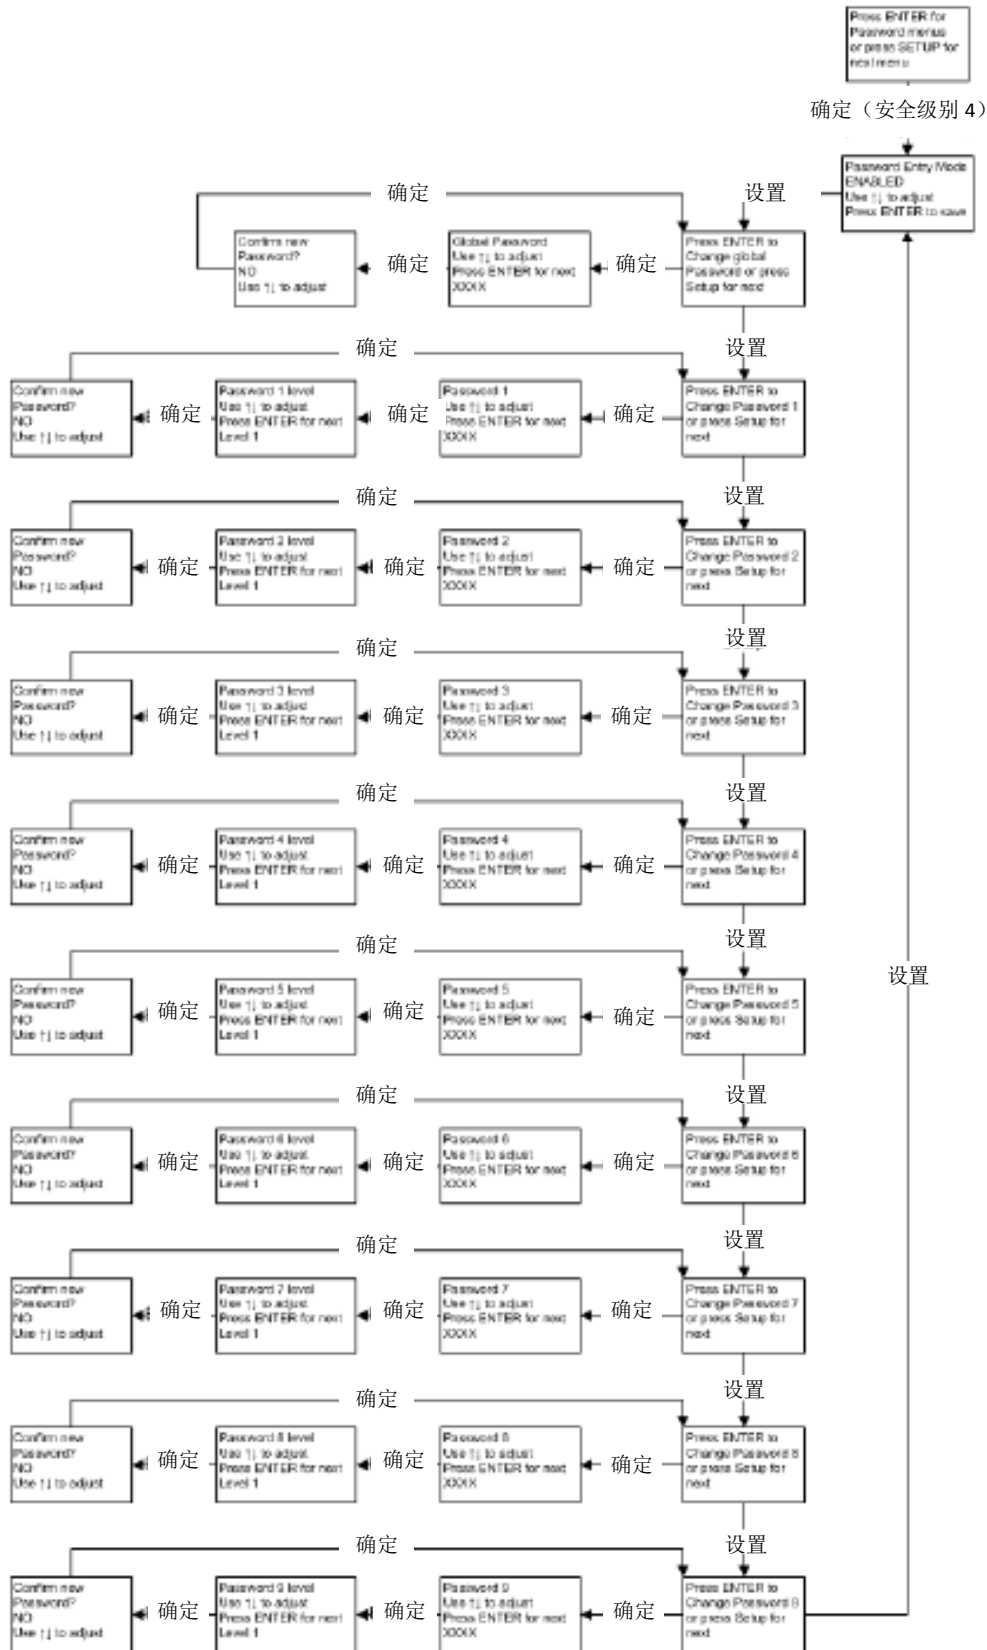 Press ENTER for
Password menus
or press SETUP for
next menu
确定（安全级别 4）
Password Entry Mode
ENABLED
Use ↑↓ to adjust
Press ENTER to save
确定
设置
Confirm new
Password?
NO
Use ↑↓ to adjust
确定
Global Password
Use ↑↓ to adjust
Press ENTER for next
XXXX
确定
Press ENTER to
Change global
Password or press
Setup for next
确定
设置
Confirm new
Password?
NO
Use ↑↓ to adjust
确定
Password 1 level
Use ↑↓ to adjust
Press ENTER for next
Level 1
确定
Password 1
Use ↑↓ to adjust
Press ENTER for next
XXXX
确定
Press ENTER to
Change Password 1
or press Setup for
next
确定
设置
Confirm new
Password?
NO
Use ↑↓ to adjust
确定
Password 2 level
Use ↑↓ to adjust
Press ENTER for next
Level 1
确定
Password 2
Use ↑↓ to adjust
Press ENTER for next
XXXX
确定
Press ENTER to
Change Password 2
or press Setup for
next
确定
设置
Confirm new
Password?
NO
Use ↑↓ to adjust
确定
Password 3 level
Use ↑↓ to adjust
Press ENTER for next
Level 1
确定
Password 3
Use ↑↓ to adjust
Press ENTER for next
XXXX
确定
Press ENTER to
Change Password 3
or press Setup for
next
确定
设置
Confirm new
Password?
NO
Use ↑↓ to adjust
确定
Password 4 level
Use ↑↓ to adjust
Press ENTER for next
Level 1
确定
Password 4
Use ↑↓ to adjust
Press ENTER for next
XXXX
确定
Press ENTER to
Change Password 4
or press Setup for
next
确定
设置
Confirm new
Password?
NO
Use ↑↓ to adjust
确定
Password 5 level
Use ↑↓ to adjust
Press ENTER for next
Level 1
确定
Password 5
Use ↑↓ to adjust
Press ENTER for next
XXXX
确定
Press ENTER to
Change Password 5
or press Setup for
next
设置
确定
设置
Confirm new
Password?
NO
Use ↑↓ to adjust
确定
Password 6 level
Use ↑↓ to adjust
Press ENTER for next
Level 1
确定
Password 6
Use ↑↓ to adjust
Press ENTER for next
XXXX
确定
Press ENTER to
Change Password 6
or press Setup for
next
确定
设置
Confirm new
Password?
NO
Use ↑↓ to adjust
确定
Password 7 level
Use ↑↓ to adjust
Press ENTER for next
Level 1
确定
Password 7
Use ↑↓ to adjust
Press ENTER for next
XXXX
确定
Press ENTER to
Change Password 7
or press Setup for
next
确定
设置
Confirm new
Password?
NO
Use ↑↓ to adjust
确定
Password 8 level
Use ↑↓ to adjust
Press ENTER for next
Level 1
确定
Password 8
Use ↑↓ to adjust
Press ENTER for next
XXXX
确定
Press ENTER to
Change Password 8
or press Setup for
next
确定
设置
Confirm new
Password?
NO
Use ↑↓ to adjust
确定
Password 9 level
Use ↑↓ to adjust
Press ENTER for next
Level 1
确定
Password 9
Use ↑↓ to adjust
Press ENTER for next
XXXX
确定
Press ENTER to
Change Password 9
or press Setup for
next